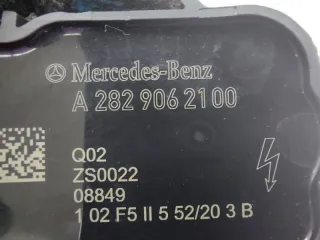 Mercedes-Benz
A 282 906 21 00
Q02
ZS0022
08849
1 02 F5 II 5 52/20 3 B